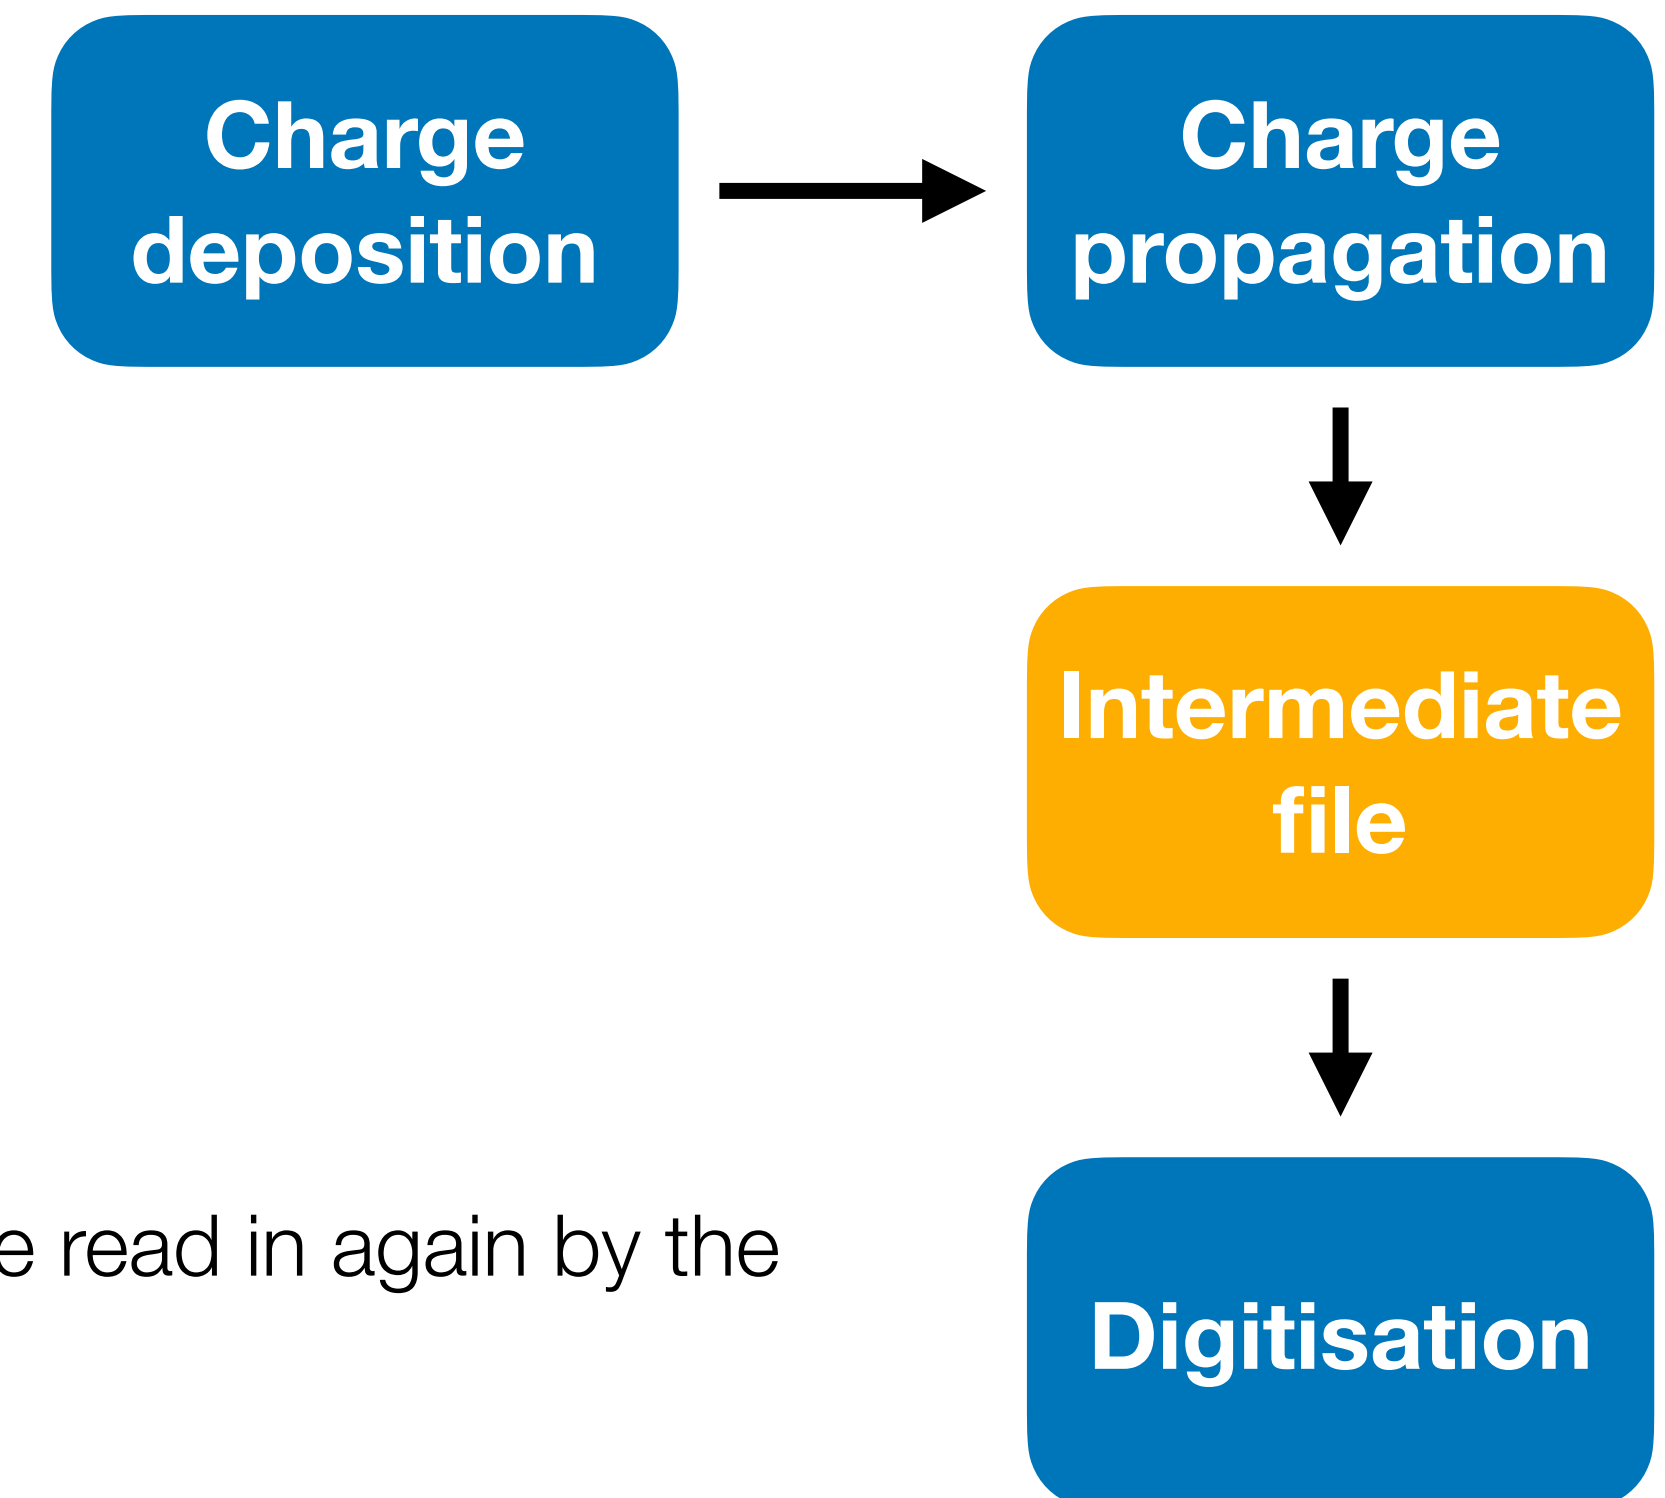 Charge
deposition
Charge
propagation
Intermediate
file
e read in again by the
Digitisation